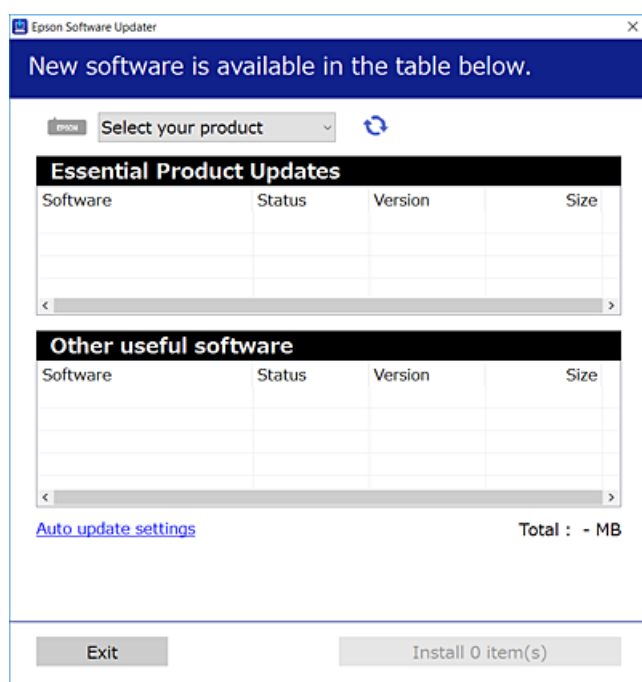 Epson Software Updater
New software is available in the table below.
EPSON Select your product
Essential Product Updates
Software Status Version Size
Other useful software
Software Status Version Size
Auto update settings Total : - MB
Exit Install 0 item(s)